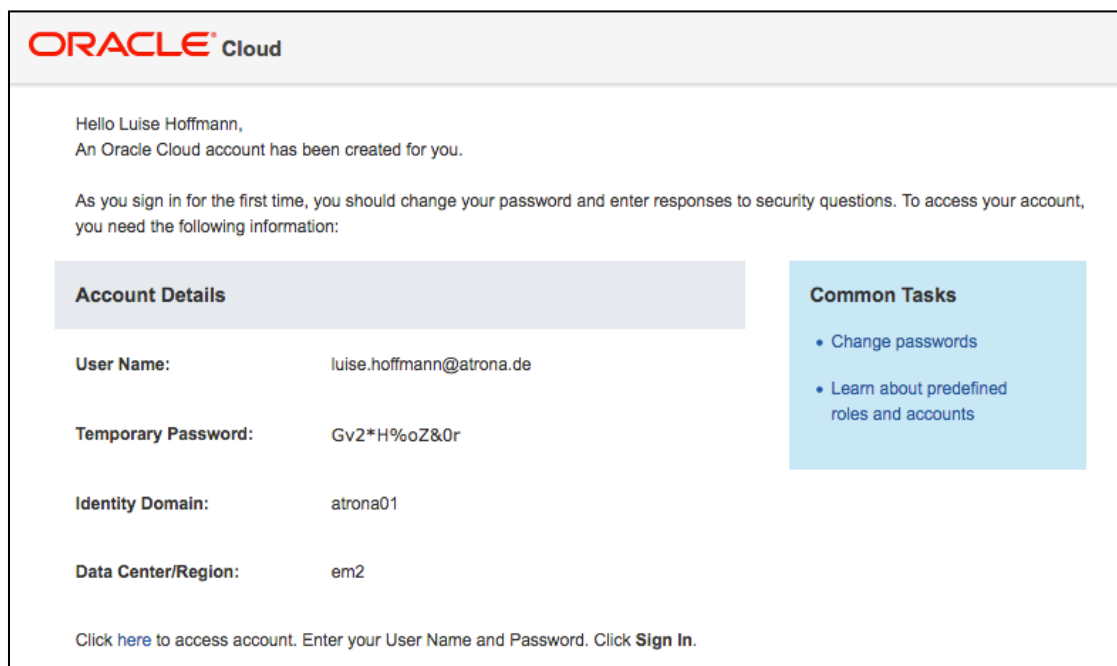 ORACLE® Cloud
Hello Luise Hoffmann,
An Oracle Cloud account has been created for you.
As you sign in for the first time, you should change your password and enter responses to security questions. To access your account,
you need the following information:
Account Details
User Name: luise.hoffmann@atrona.de
Temporary Password: Gv2*H%oZ&0r
Identity Domain: atrona01
Data Center/Region: em2
Common Tasks
• Change passwords
• Learn about predefined
roles and accounts
Click here to access account. Enter your User Name and Password. Click Sign In.